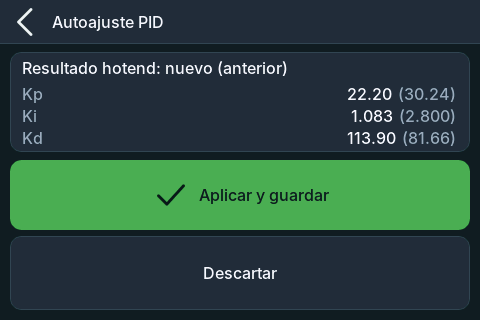 Autoajuste PID
Resultado hotend: nuevo (anterior)
Kp 22.20 (30.24)
Ki 1.083 (2.800)
Kd 113.90 (81.66)
Aplicar y guardar
Descartar